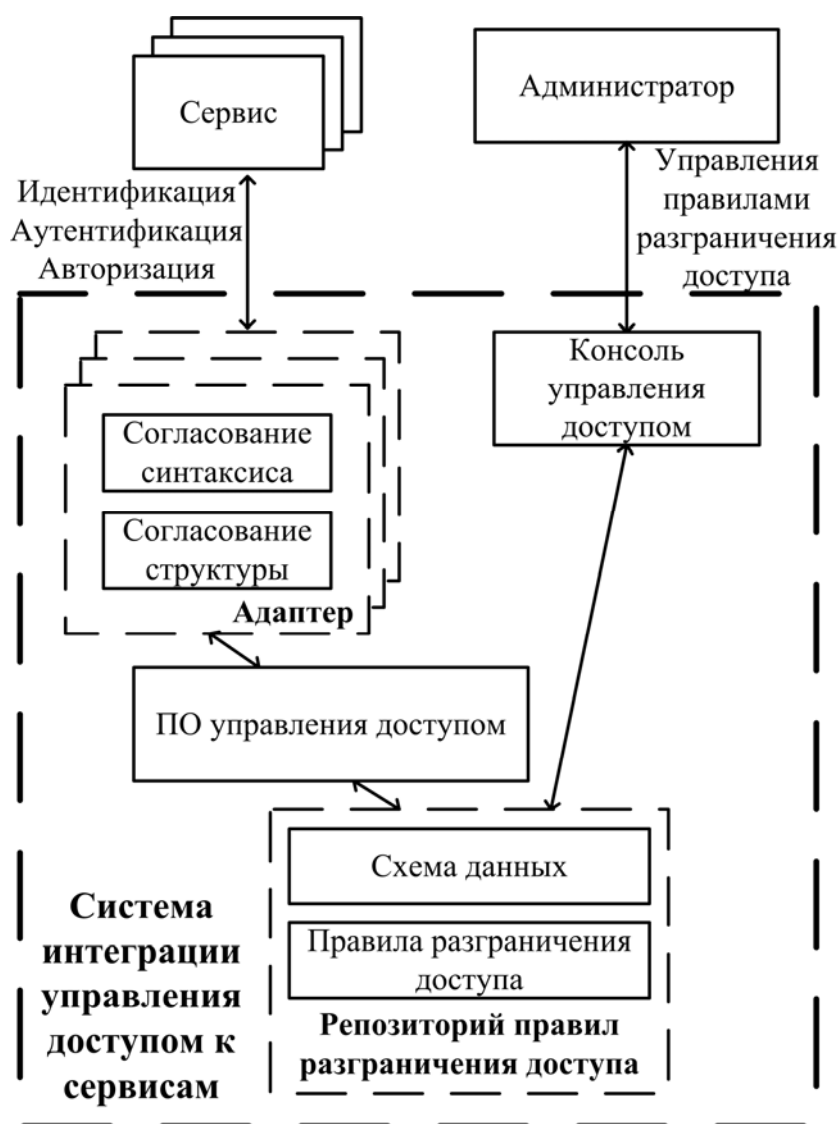 Сервис
Администратор
Идентификация
Аутентификация
Авторизация
Управления
правилами
разграничения
доступа
Консоль
управления
доступом
Согласование
синтаксиса
Согласование
структуры
Адаптер
ПО управления доступом
Схема данных
Правила разграничения
доступа
Репозиторий правил
разграничения доступа
Система
интеграции
управления
доступом к
сервисам